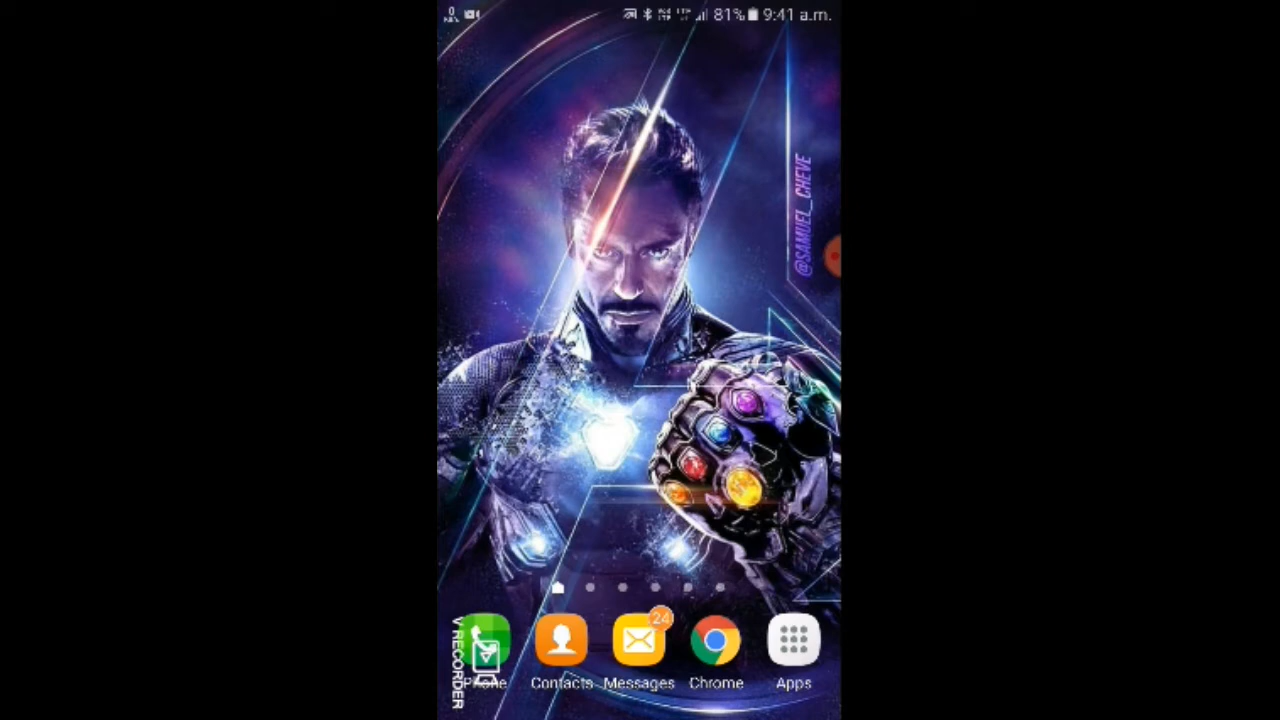 81% 9:41 a.m.
@SAMUEL_CHEVE
24
V RECORDER
Phone Contacts Messages Chrome Apps